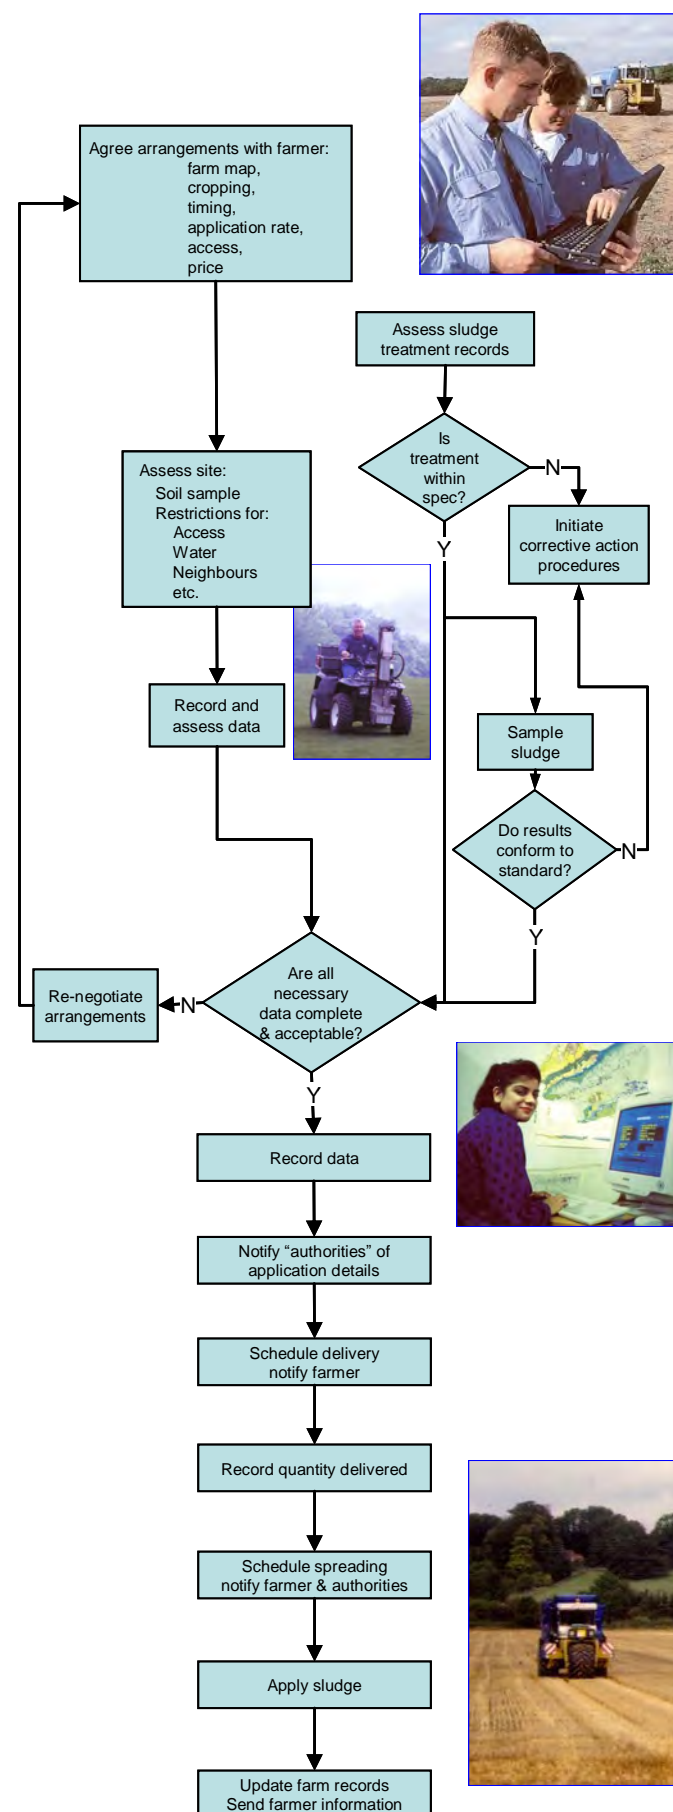 Agree arrangements with farmer:
farm map,
cropping,
timing,
application rate,
access,
price
Assess sludge
treatment records
Is
treatment
within
spec?
N
Y
Initiate
corrective action
procedures
Assess site:
Soil sample
Restrictions for:
Access
Water
Neighbours
etc.
Record and
assess data
Sample
sludge
Do results
conform to
standard?
N
Y
Are all
necessary
data complete
& acceptable?
N
Re-negotiate
arrangements
Y
Record data
Notify “authorities” of
application details
Schedule delivery
notify farmer
Record quantity delivered
Schedule spreading
notify farmer & authorities
Apply sludge
Update farm records
Send farmer information